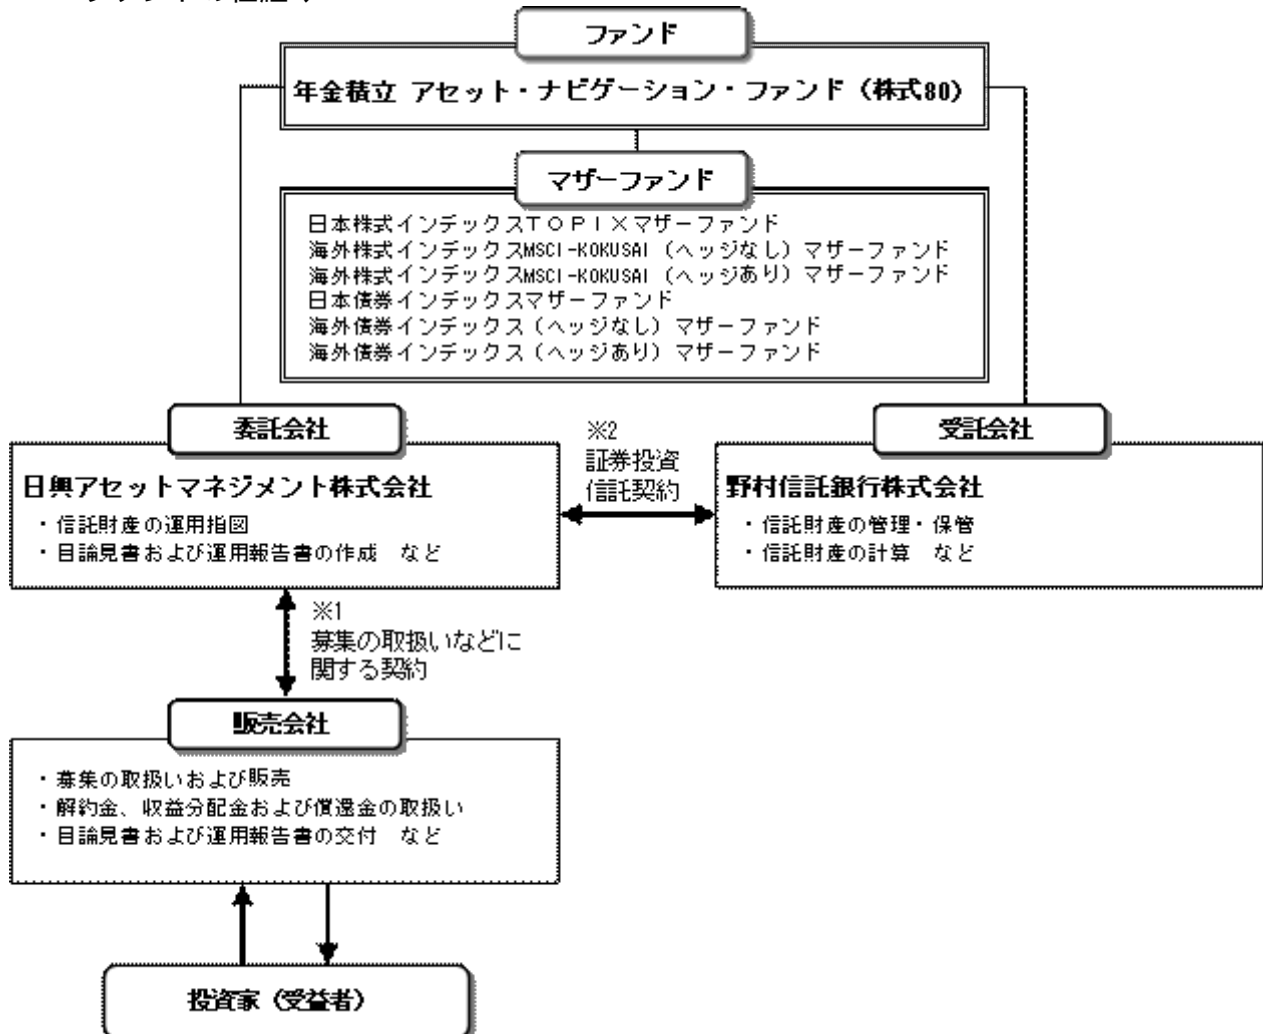 ファンド
年金積立 アセット・ナビゲーション・ファンド（株式80）
マザーファンド
日本株式インデックスＴＯＰＩＸマザーファンド
海外株式インデックスMSCI-KOKUSAI（ヘッジなし）マザーファンド
海外株式インデックスMSCI-KOKUSAI（ヘッジあり）マザーファンド
日本債券インデックスマザーファンド
海外債券インデックス（ヘッジなし）マザーファンド
海外債券インデックス（ヘッジあり）マザーファンド
委託会社
日興アセットマネジメント株式会社
・信託財産の運用指図
・目論見書および運用報告書の作成　など
※2
証券投資
信託契約
受託会社
野村信託銀行株式会社
・信託財産の管理・保管
・信託財産の計算　など
※1
募集の取扱いなどに
関する契約
販売会社
・募集の取扱いおよび販売
・解約金、収益分配金および償還金の取扱い
・目論見書および運用報告書の交付　など
投資家（受益者）